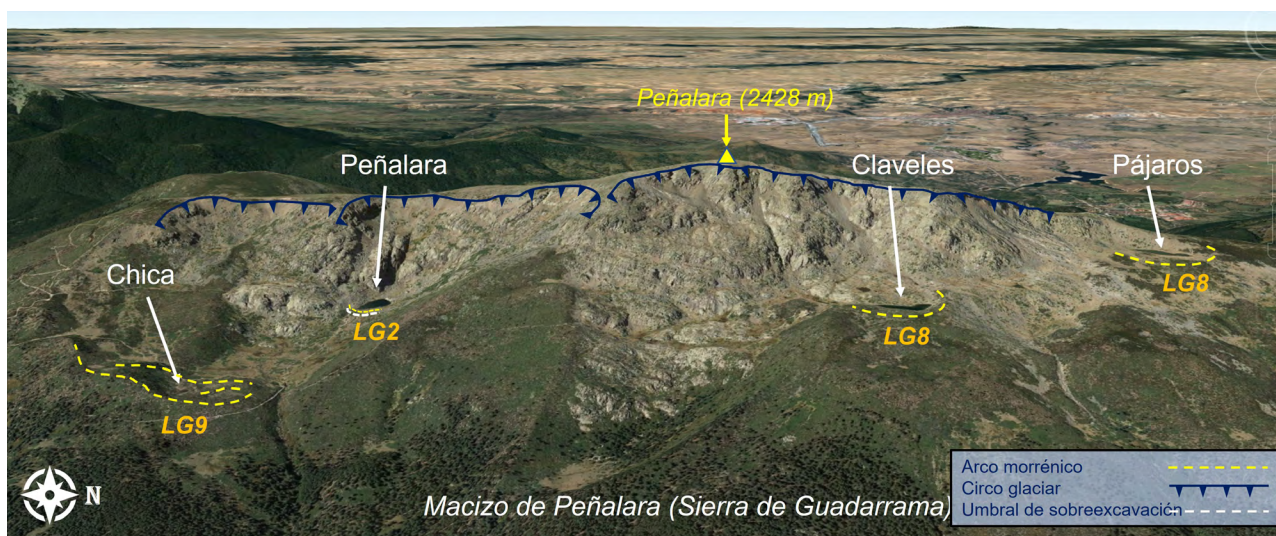 Peñalara (2428 m)
Peñalara
Claveles
Pájaros
Chica
LG8
LG2
LG8
LG9
N
Macizo de Peñalara (Sierra de Guadarrama)
Arco morrénico
Circo glaciar
Umbral de sobreexcavación